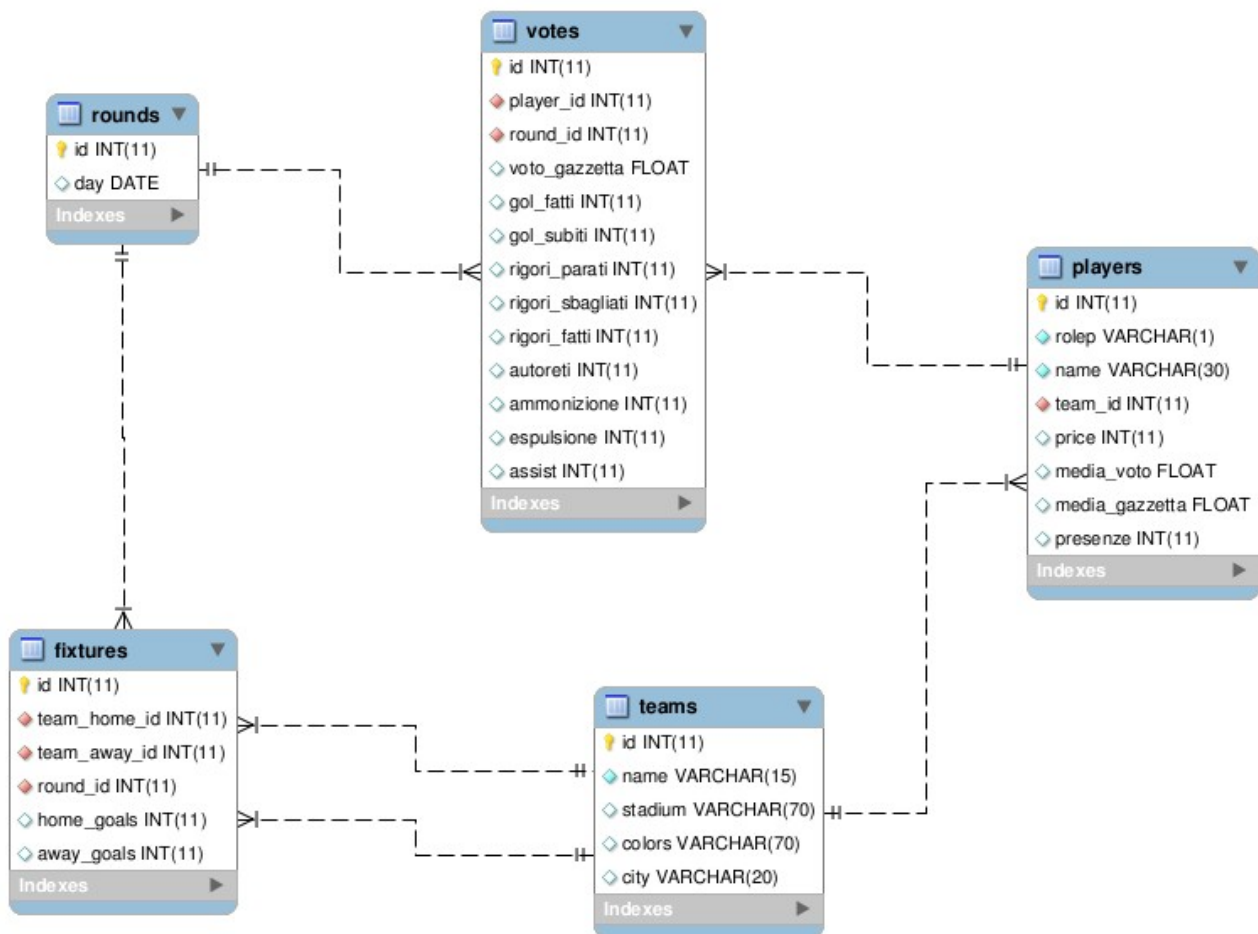 votes
id INT(11)
player_id INT(11)
round_id INT(11)
voto_gazzetta FLOAT
gol_fatti INT(11)
gol_subiti INT(11)
rigori_parati INT(11)
rigori_sbagliati INT(11)
rigori_fatti INT(11)
autoreti INT(11)
ammonizione INT(11)
espulsione INT(11)
assist INT(11)
Indexes
rounds
id INT(11)
day DATE
Indexes
players
id INT(11)
rolep VARCHAR(1)
name VARCHAR(30)
team_id INT(11)
price INT(11)
media_voto FLOAT
media_gazzetta FLOAT
presenze INT(11)
Indexes
fixtures
id INT(11)
team_home_id INT(11)
team_away_id INT(11)
round_id INT(11)
home_goals INT(11)
away_goals INT(11)
Indexes
teams
id INT(11)
name VARCHAR(15)
stadium VARCHAR(70)
colors VARCHAR(70)
city VARCHAR(20)
Indexes